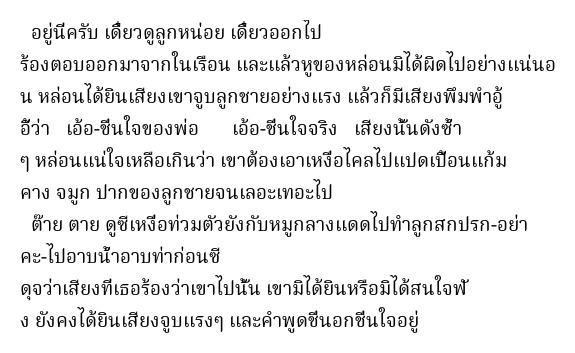 อยู่นี่ครับ เดี๋ยวดูลูกหน่อย เดี๋ยวออกไป
ร้องตอบออกมาจากในเรือน และแล้วหูของหล่อนมิได้ผิดไปอย่างแน่นอ
น หล่อนได้ยินเสียงเขาจูบลูกชายอย่างแรง แล้วก็มีเสียงพึมพำอู้
อี้ว่า เอ้อ-ชื่นใจของพ่อ เอ้อ-ชื่นใจจริง เสียงนั้นดังซ้ำ
ๆ หล่อนแน่ใจเหลือเกินว่า เขาต้องเอาเหงื่อไคลไปแปดเปื้อนแก้ม
คาง จมูก ปากของลูกชายจนเลอะเทอะไป
ต๊าย ตาย ดูซิเหงื่อท่วมตัวยังกับหมูกลางแดดไปทำลูกสกปรก-อย่า
คะ-ไปอาบน้ำอาบท่าก่อนซี
ดุจว่าเสียงที่เธอร้องว่าเขาไปนั้น เขามิได้ยินหรือมิได้สนใจฟั
ง ยังคงได้ยินเสียงจูบแรงๆ และคำพูดชื่นอกชื่นใจอยู่